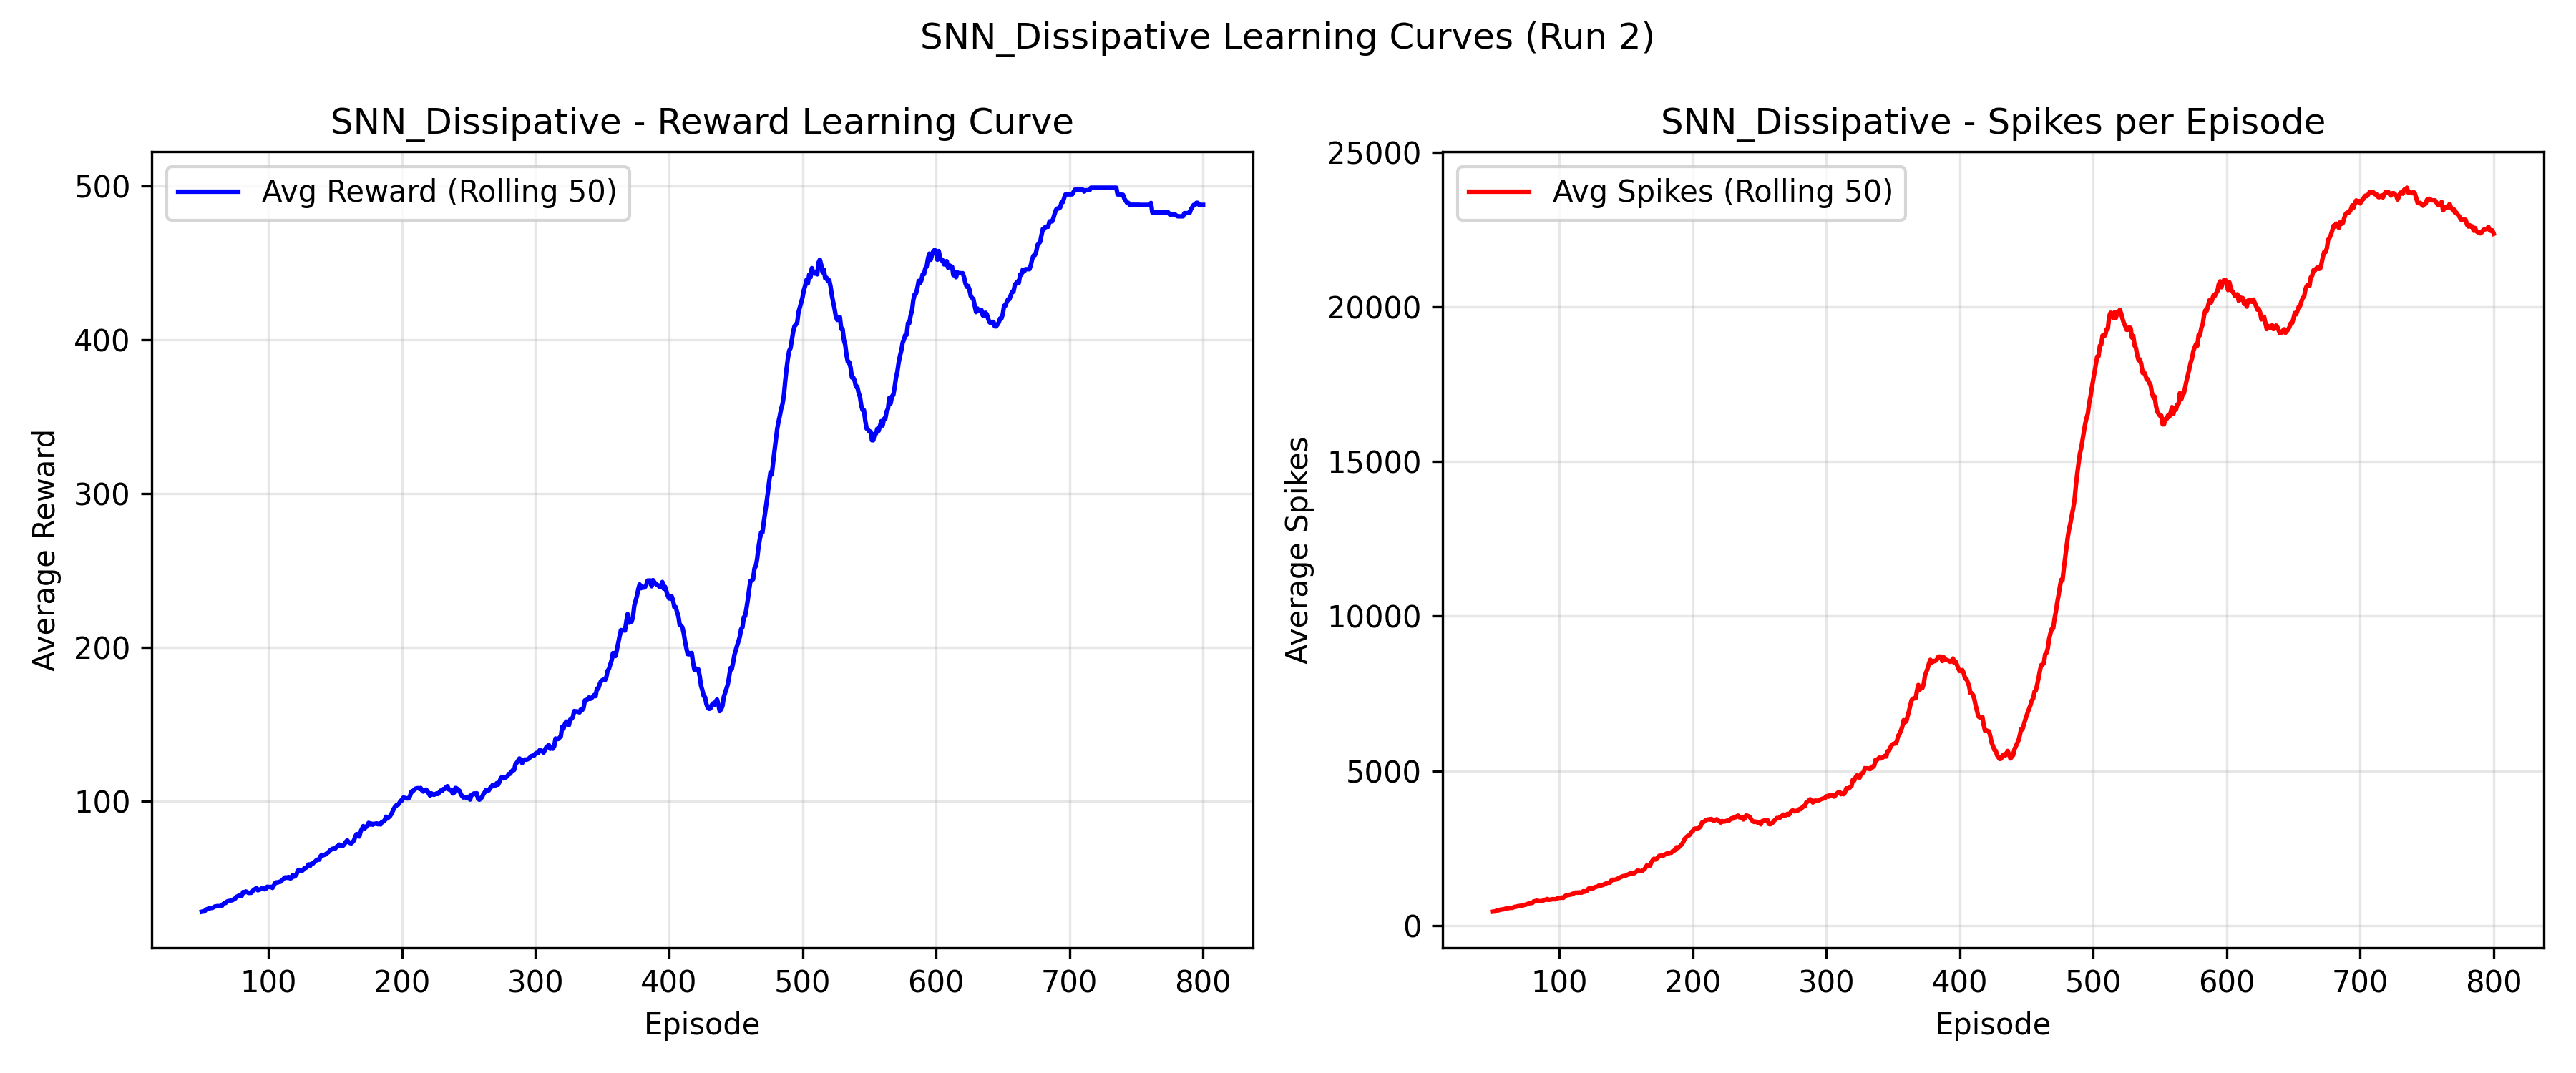 SNN_Dissipative Learning Curves (Run 2)
SNN_Dissipative - Reward Learning Curve
Avg Reward (Rolling 50)
Average Reward
500
400
300
200
100
100 200 300 400 500 600 700 800
Episode
SNN_Dissipative - Spikes per Episode
Avg Spikes (Rolling 50)
Average Spikes
25000
20000
15000
10000
5000
0
100 200 300 400 500 600 700 800
Episode